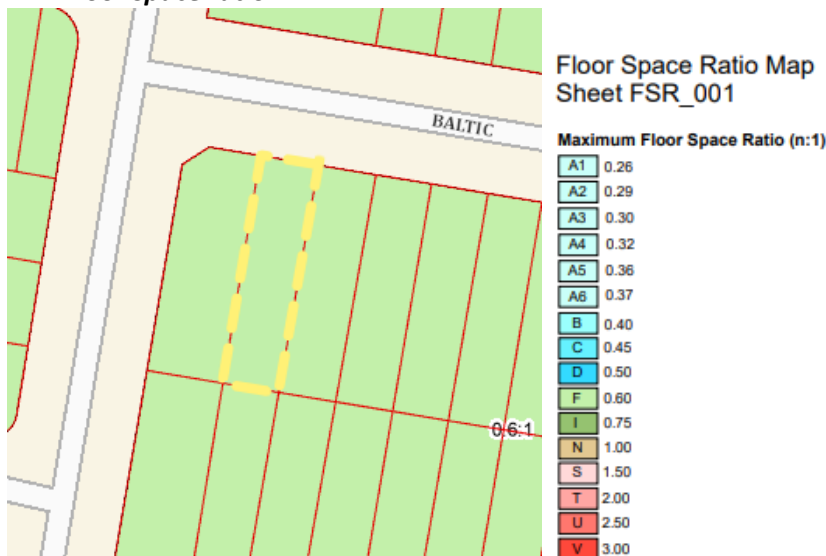 BALTIC
0.6:1
Floor Space Ratio Map
Sheet FSR_001
Maximum Floor Space Ratio (n:1)
A1 0.26
A2 0.29
A3 0.30
A4 0.32
A5 0.36
A6 0.37
B 0.40
C 0.45
D 0.50
F 0.60
I 0.75
N 1.00
S 1.50
T 2.00
U 2.50
V 3.00